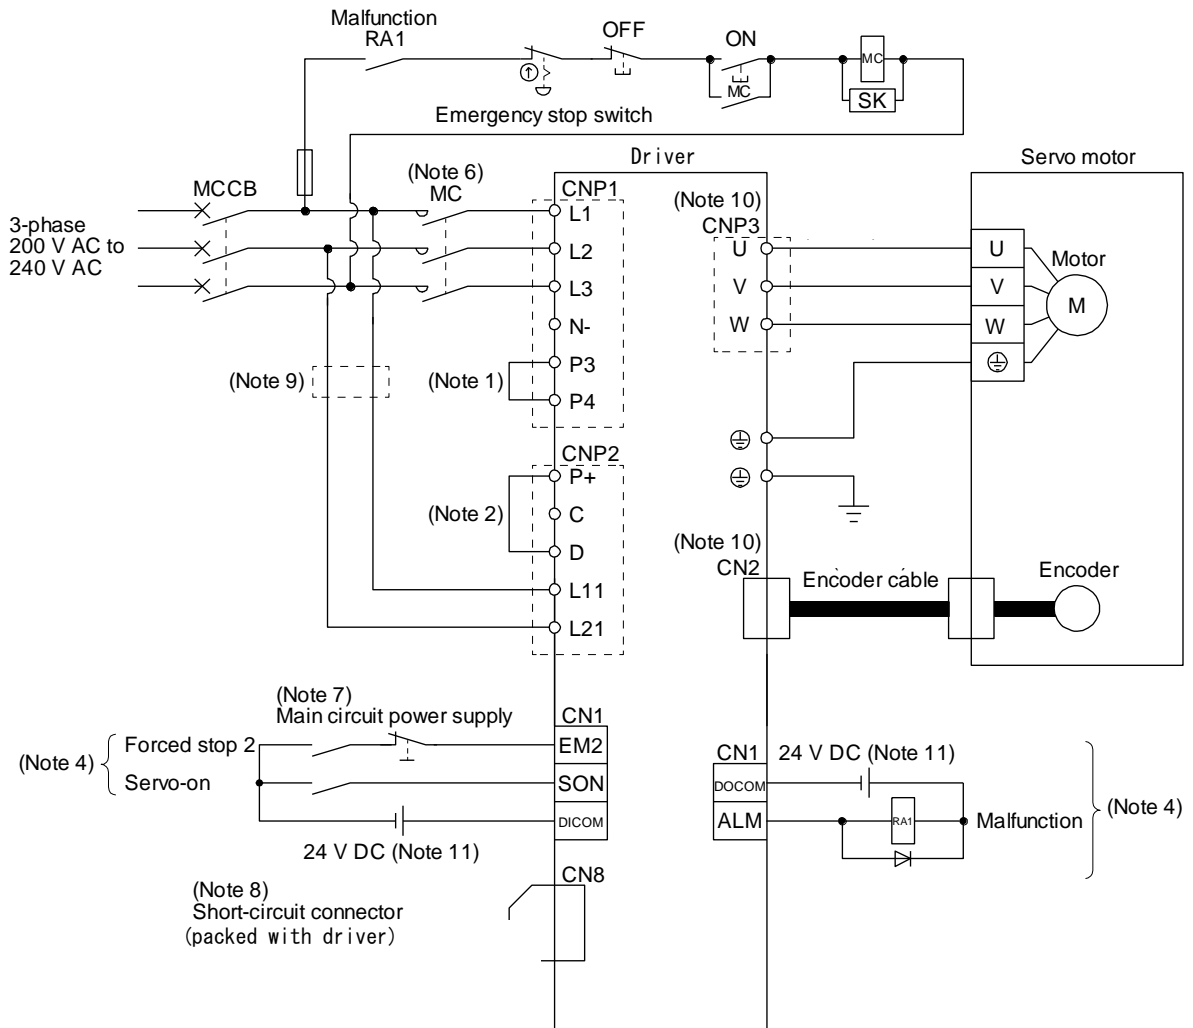 Malfunction
RA1
OFF
ON
MC
SK
MC
Emergency stop switch
Driver
Servo motor
MCCB
(Note 6)
MC
CNP1
(Note 10)
CNP3
3-phase
200 V AC to
240 V AC
L1
L2
L3
N-
P3
P4
U
V
W
U
V
W
Motor
M
(Note 9)
(Note 1)
CNP2
P+
C
D
L11
L21
(Note 2)
(Note 10)
CN2
Encoder cable
Encoder
(Note 7)
Main circuit power supply
CN1
(Note 4)
Forced stop 2
EM2
Servo-on
SON
DICOM
24 V DC (Note 11)
CN1
24 V DC (Note 11)
DOCOM
ALM
RA1
Malfunction
(Note 4)
(Note 8)
Short-circuit connector
(packed with driver)
CN8